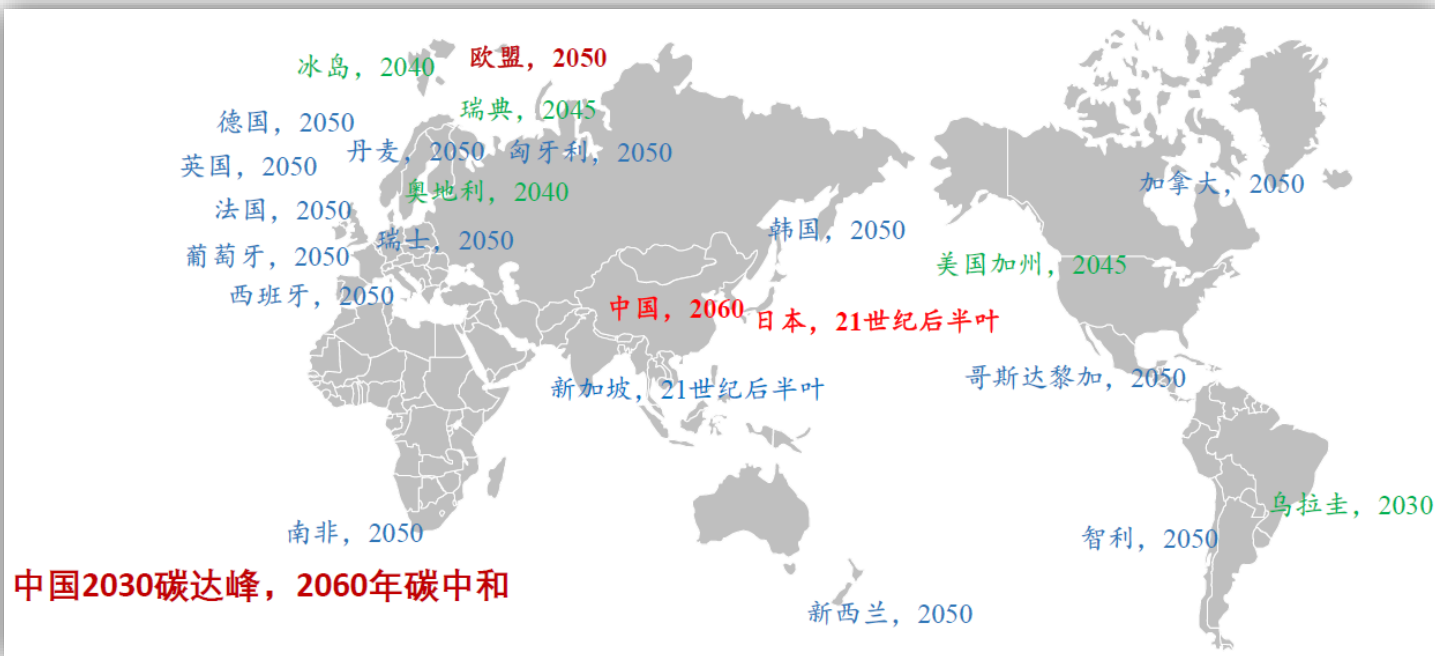 冰岛，2040
欧盟，2050
瑞典，2045
德国，2050
丹麦，2050
匈牙利，2050
英国，2050
奥地利，2040
加拿大，2050
法国，2050
瑞士，2050
韩国，2050
葡萄牙，2050
美国加州，2045
西班牙，2050
中国，2060
日本，21世纪后半叶
新加坡，21世纪后半叶
哥斯达黎加，2050
乌拉圭，2030
南非，2050
智利，2050
中国2030碳达峰，2060年碳中和
新西兰，2050